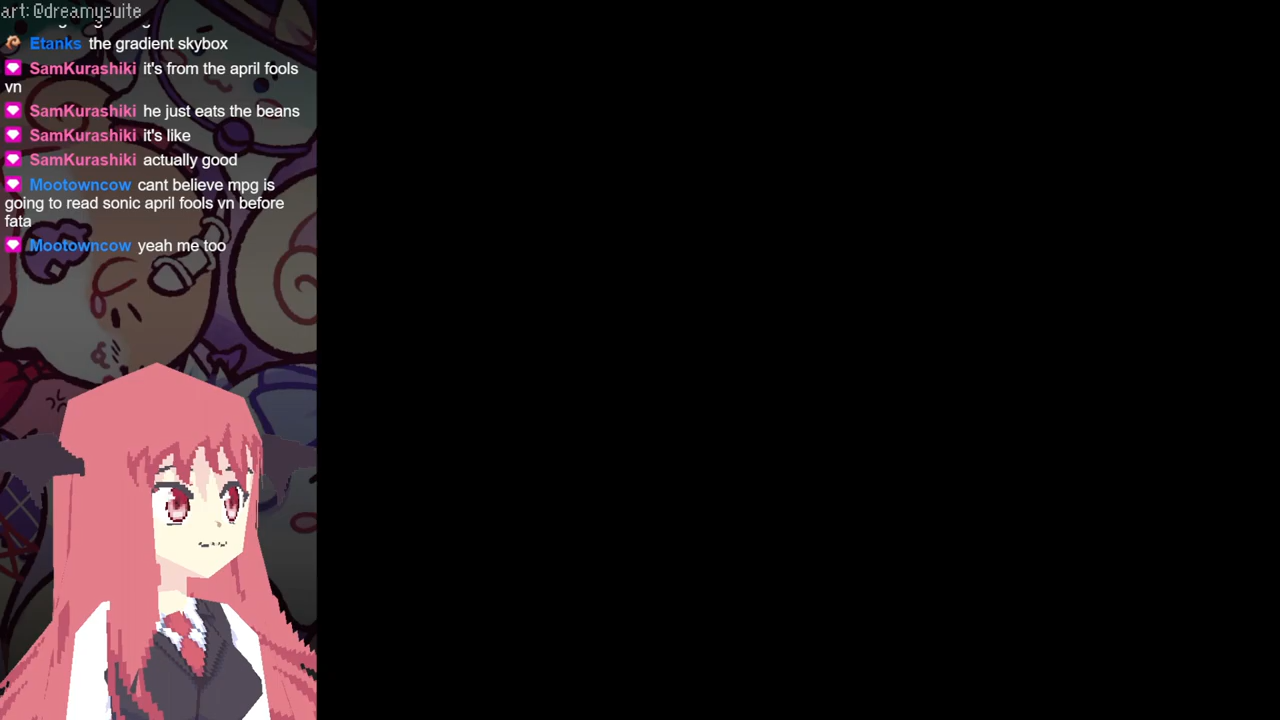 art: @dreamysuite
Etanks the gradient skybox
SamKurashiki it's from the april fools
vn
SamKurashiki he just eats the beans
SamKurashiki it's like
SamKurashiki actually good
Mootowncow cant believe mpg is
going to read sonic april fools vn before
fata
Mootowncow yeah me too